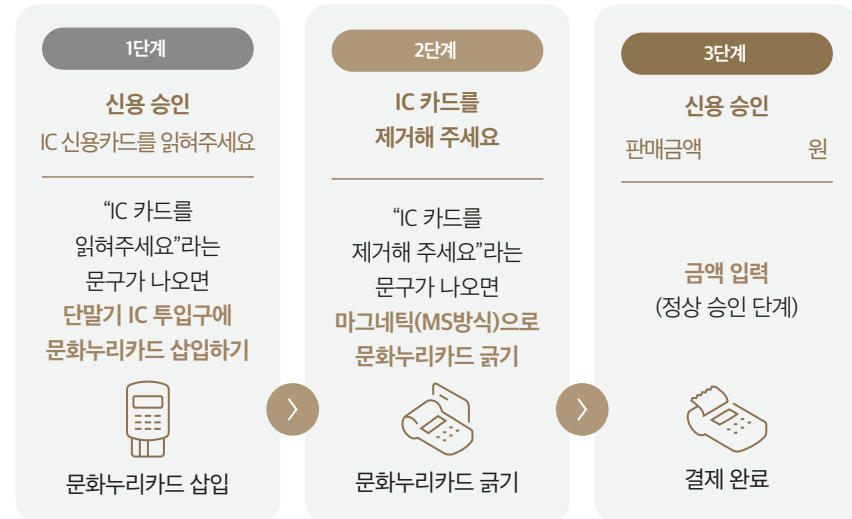 1단계
신용 승인
IC 신용카드를 읽혀주세요
“IC 카드를
읽혀주세요”라는
문구가 나오면
단말기 IC 투입구에
문화누리카드 삽입하기
문화누리카드 삽입
2단계
IC 카드를
제거해 주세요
“IC 카드를
제거해 주세요”라는
문구가 나오면
마그네틱(MS방식)으로
문화누리카드 긁기
문화누리카드 긁기
3단계
신용 승인
판매금액 원
금액 입력
(정상 승인 단계)
결제 완료